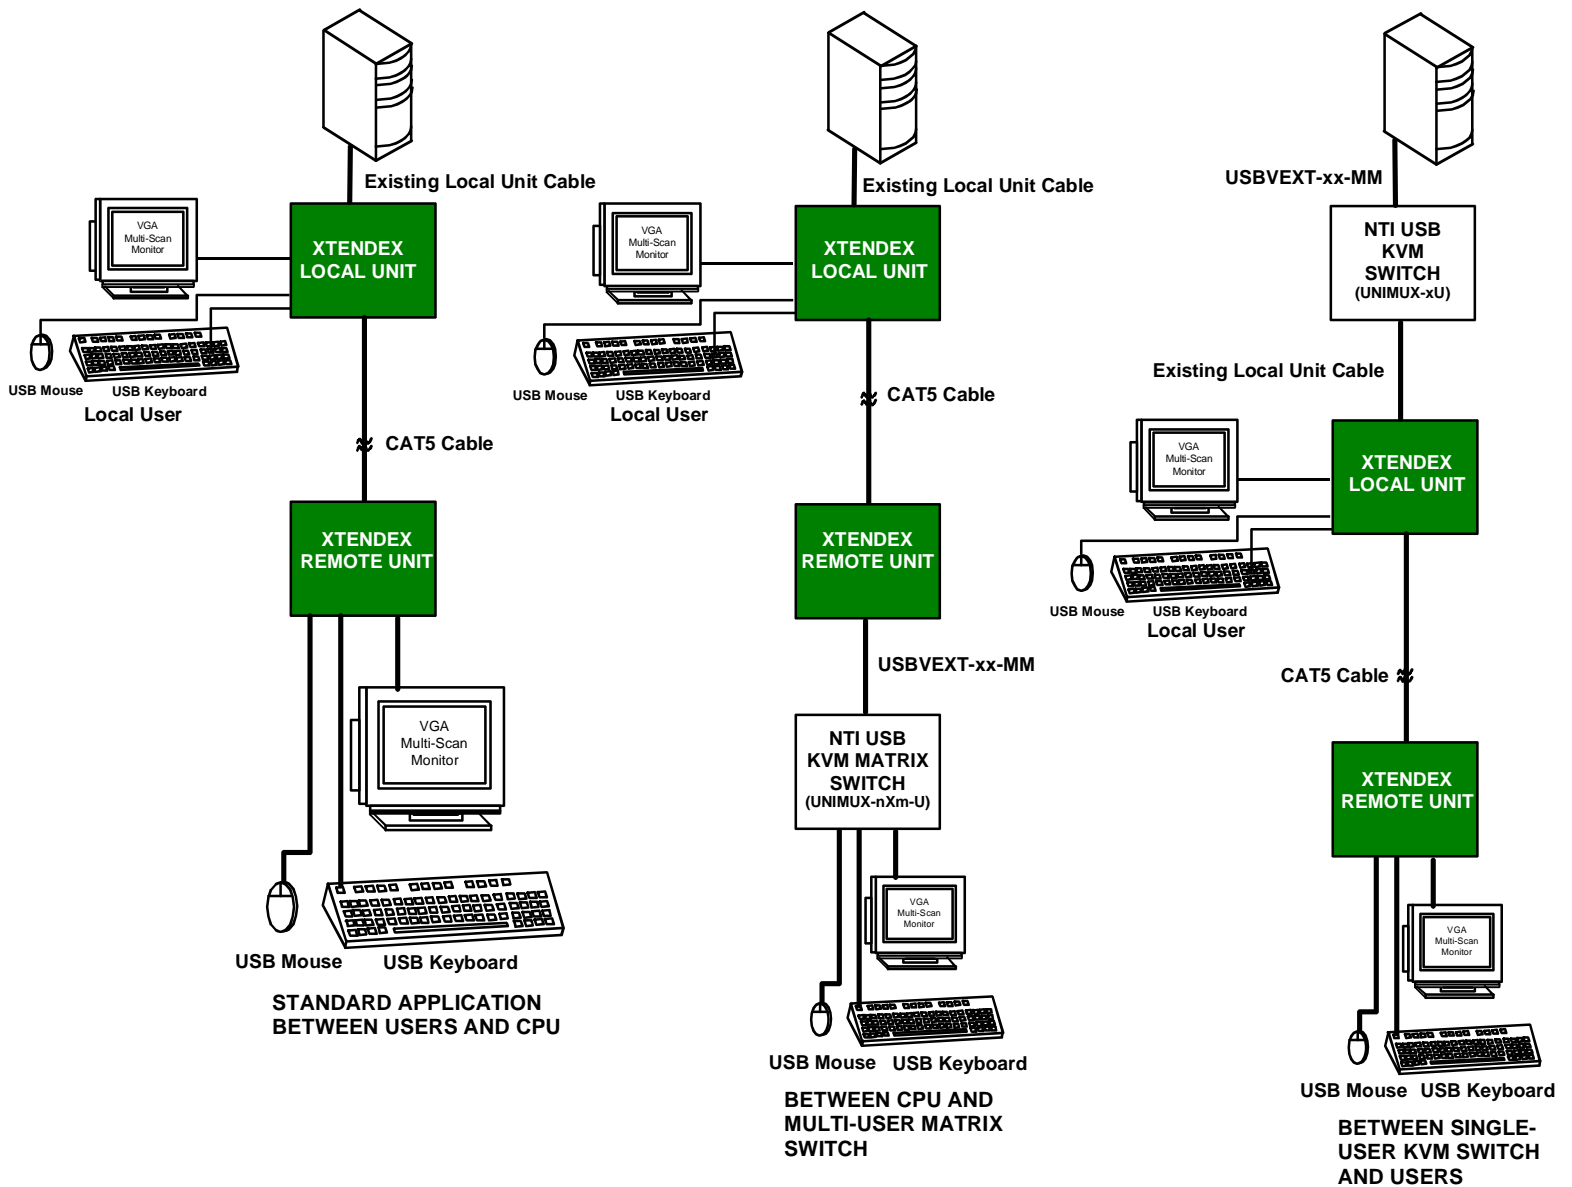 Existing Local Unit Cable
VGA
Multi-Scan
Monitor
XTENDEX
LOCAL UNIT
USB Mouse
USB Keyboard
Local User
CAT5 Cable
XTENDEX
REMOTE UNIT
VGA
Multi-Scan
Monitor
USB Mouse
USB Keyboard
STANDARD APPLICATION
BETWEEN USERS AND CPU
Existing Local Unit Cable
VGA
Multi-Scan
Monitor
XTENDEX
LOCAL UNIT
USB Mouse
USB Keyboard
Local User
CAT5 Cable
XTENDEX
REMOTE UNIT
USBVEXT-xx-MM
NTI USB
KVM MATRIX
SWITCH
(UNIMUX-nXm-U)
VGA
Multi-Scan
Monitor
USB Mouse
USB Keyboard
BETWEEN CPU AND
MULTI-USER MATRIX
SWITCH
USBVEXT-xx-MM
NTI USB
KVM
SWITCH
(UNIMUX-xU)
Existing Local Unit Cable
VGA
Multi-Scan
Monitor
XTENDEX
LOCAL UNIT
USB Mouse
USB Keyboard
Local User
CAT5 Cable
XTENDEX
REMOTE UNIT
VGA
Multi-Scan
Monitor
USB Mouse
USB Keyboard
BETWEEN SINGLE-
USER KVM SWITCH
AND USERS